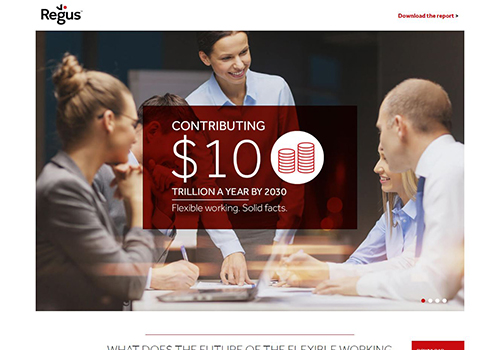 Regus
Download the report >
CONTRIBUTING
$10
TRILLION A YEAR BY 2030
Flexible working. Solid facts.
WHAT DOES THE FUTURE OF THE FLEXIBLE WORKING